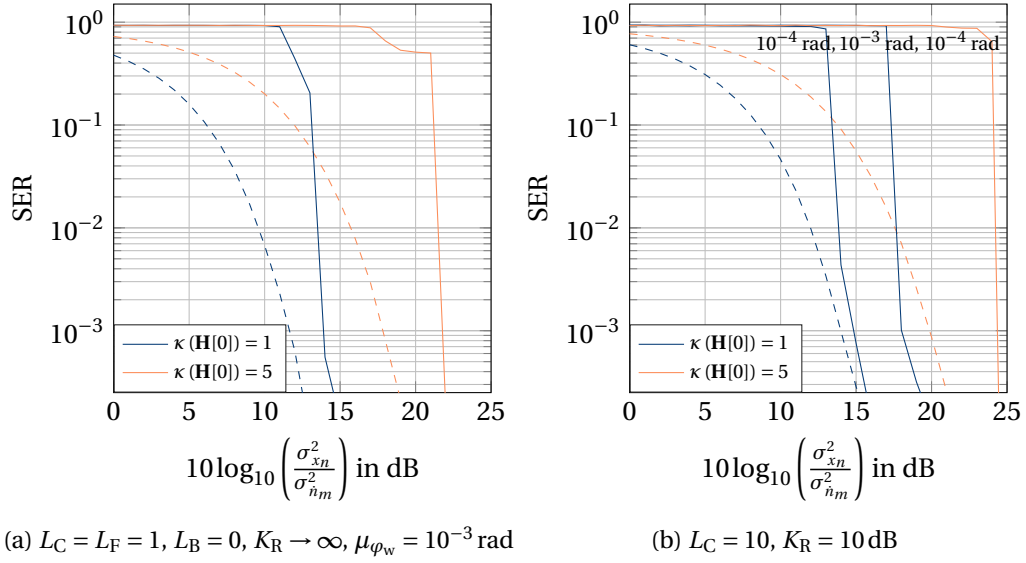 10^0
10^-1
10^-2
10^-3
SER
κ (H[0]) = 1
κ (H[0]) = 5
0 5 10 15 20 25
10 log10 (σ²xn / σ²ṅm) in dB
(a) LC = LF = 1, LB = 0, KR → ∞, μφw = 10^-3 rad
10^0
10^-1
10^-2
10^-3
SER
10^-4 rad, 10^-3 rad, 10^-4 rad
κ (H[0]) = 1
κ (H[0]) = 5
0 5 10 15 20 25
10 log10 (σ²xn / σ²ṅm) in dB
(b) LC = 10, KR = 10 dB